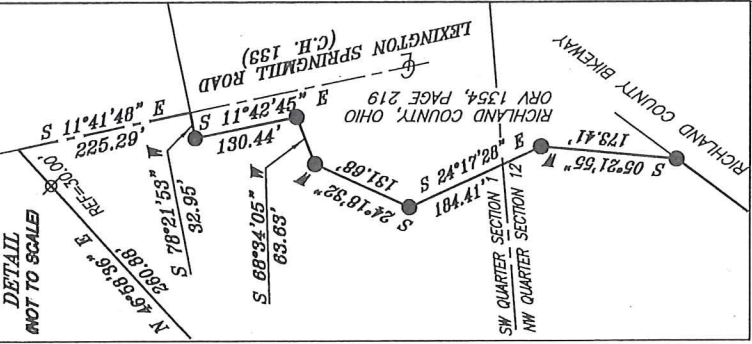 DETAIL
(NOT TO SCALE)
N 46°58'36" E
260.88'
REF=30.00'
S 11°41'48" E
225.29'
LEXINGTON SPRINGMILL ROAD
(C.H. 133)
S 78°21'53" W
32.95'
S 11°42'45" E
130.44'
S 68°34'05" W
63.63'
RICHLAND COUNTY, OHIO
ORV 1354, PAGE 219
S 24°18'32" W
131.68'
S 24°17'28" E
184.41'
SW QUARTER SECTION 1
NW QUARTER SECTION 12
S 05°21'55" W
173.41'
RICHLAND COUNTY BIKEWAY